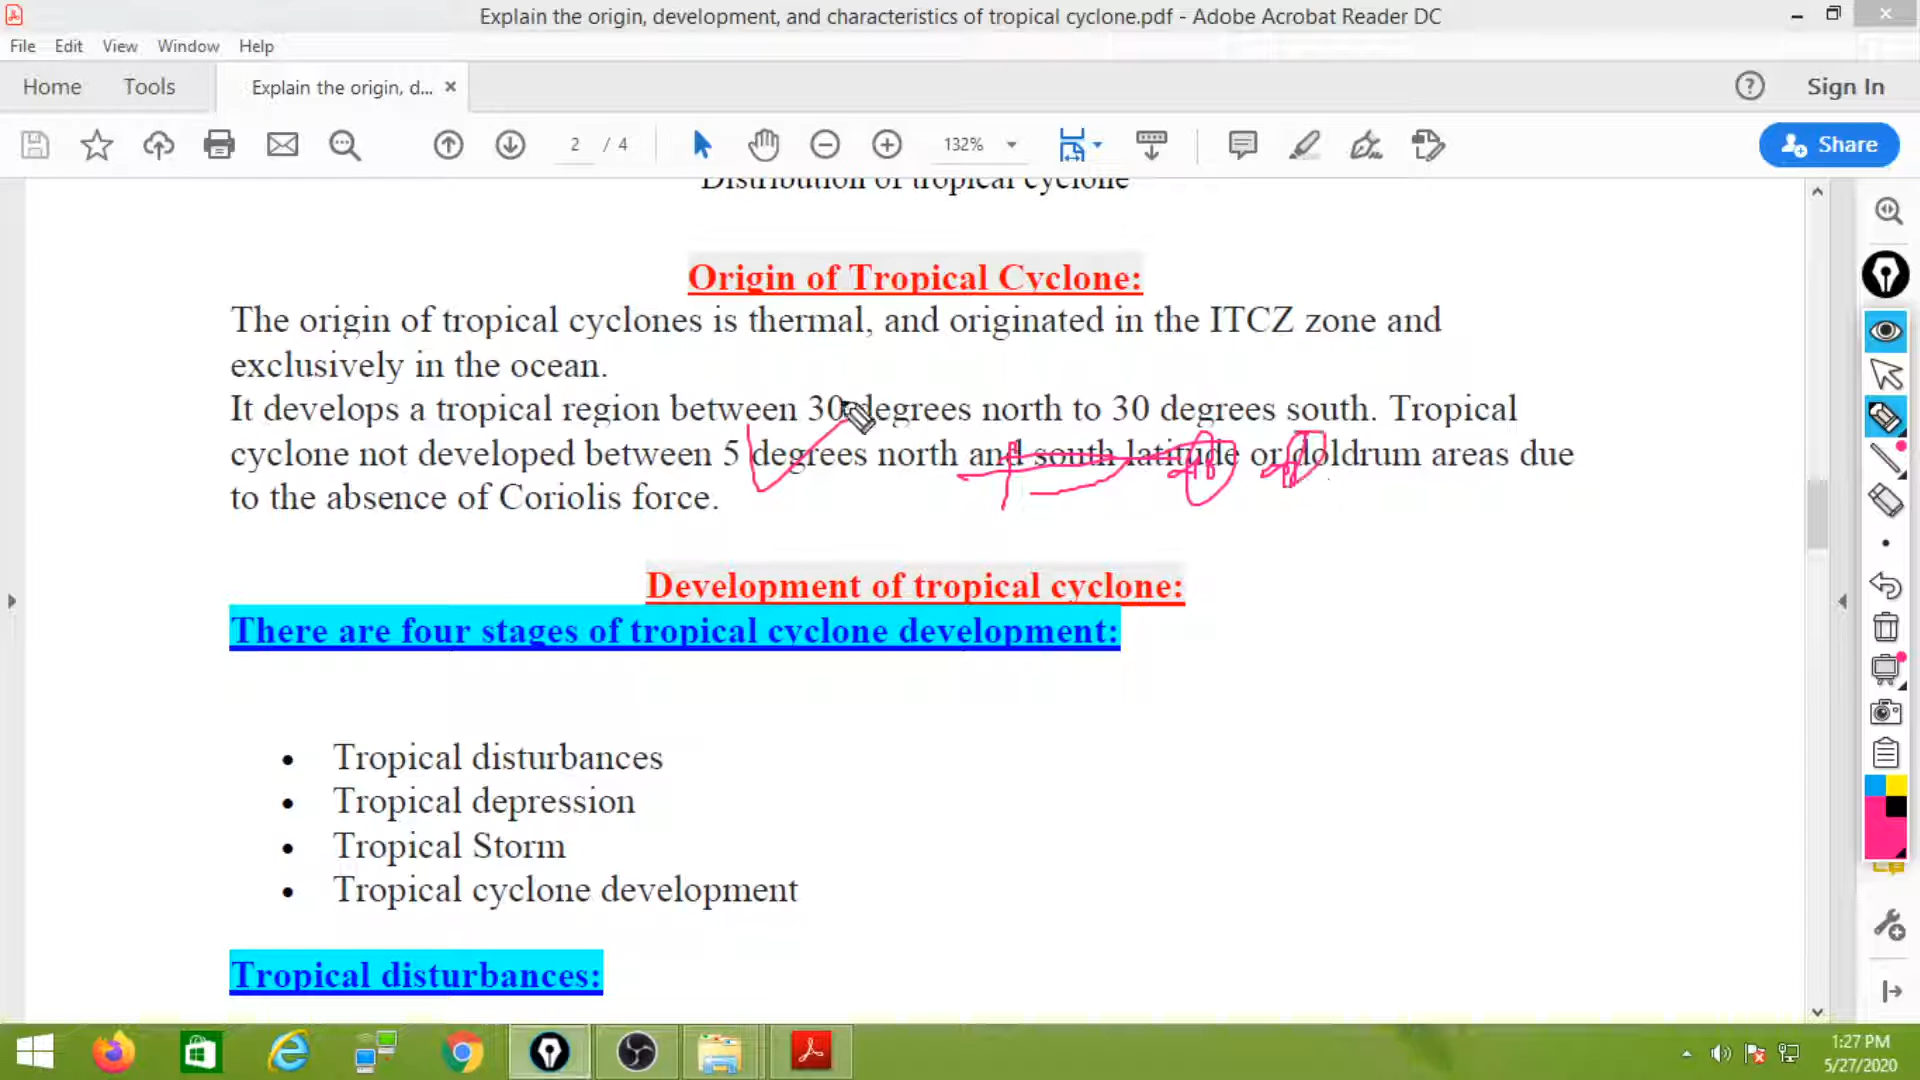 Explain the origin, development, and characteristics of tropical cyclone.pdf - Adobe Acrobat Reader DC
File Edit View Window Help
Home Tools Explain the origin, d... Sign In
2 / 4 132% Share
Distribution of tropical cyclone
Origin of Tropical Cyclone:
The origin of tropical cyclones is thermal, and originated in the ITCZ zone and
exclusively in the ocean.
It develops a tropical region between 30 degrees north to 30 degrees south. Tropical
cyclone not developed between 5 degrees north and south latitude or doldrum areas due
to the absence of Coriolis force.
Development of tropical cyclone:
There are four stages of tropical cyclone development:
• Tropical disturbances
• Tropical depression
• Tropical Storm
• Tropical cyclone development
Tropical disturbances:
1:27 PM
5/27/2020